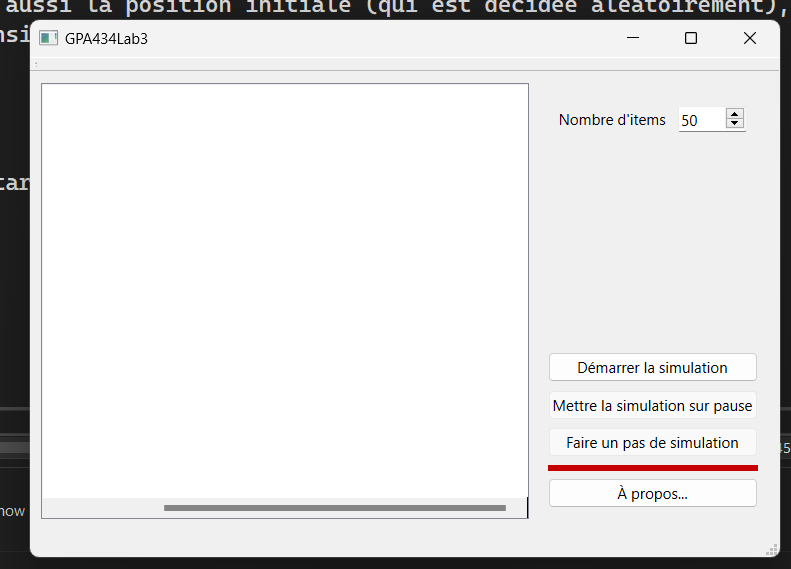 aussi la position initiale (qui est décidée aléatoirement),
nsi
GPA434Lab3
Nombre d'items 50
tar
Démarrer la simulation
Mettre la simulation sur pause
Faire un pas de simulation
45
À propos...
now